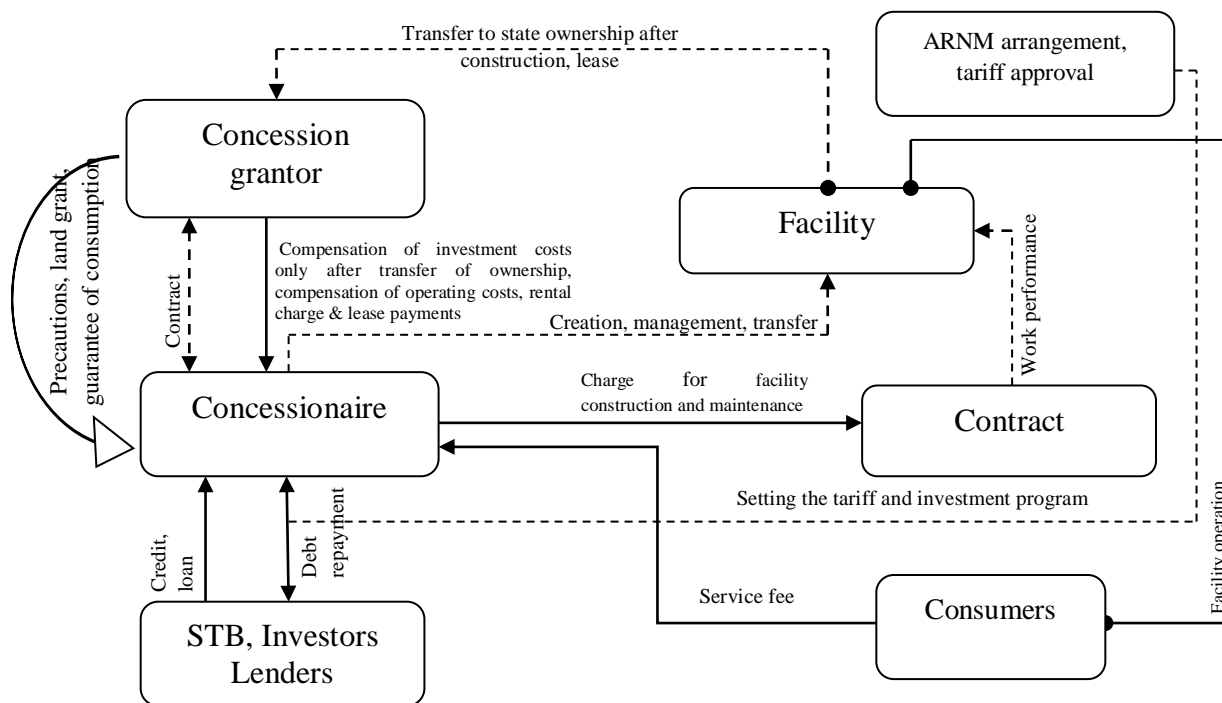 Transfer to state ownership after
construction, lease
ARNM arrangement,
tariff approval
Concession
grantor
Precautions, land grant,
guarantee of consumption
Facility
Contract
Compensation of investment costs
only after transfer of ownership,
compensation of operating costs, rental
charge & lease payments
Creation, management, transfer
Work performance
Concessionaire
Charge for facility
construction and maintenance
Contract
Setting the tariff and investment program
Credit,
loan
Debt
repayment
Facility operation
Service fee
Consumers
STB, Investors
Lenders